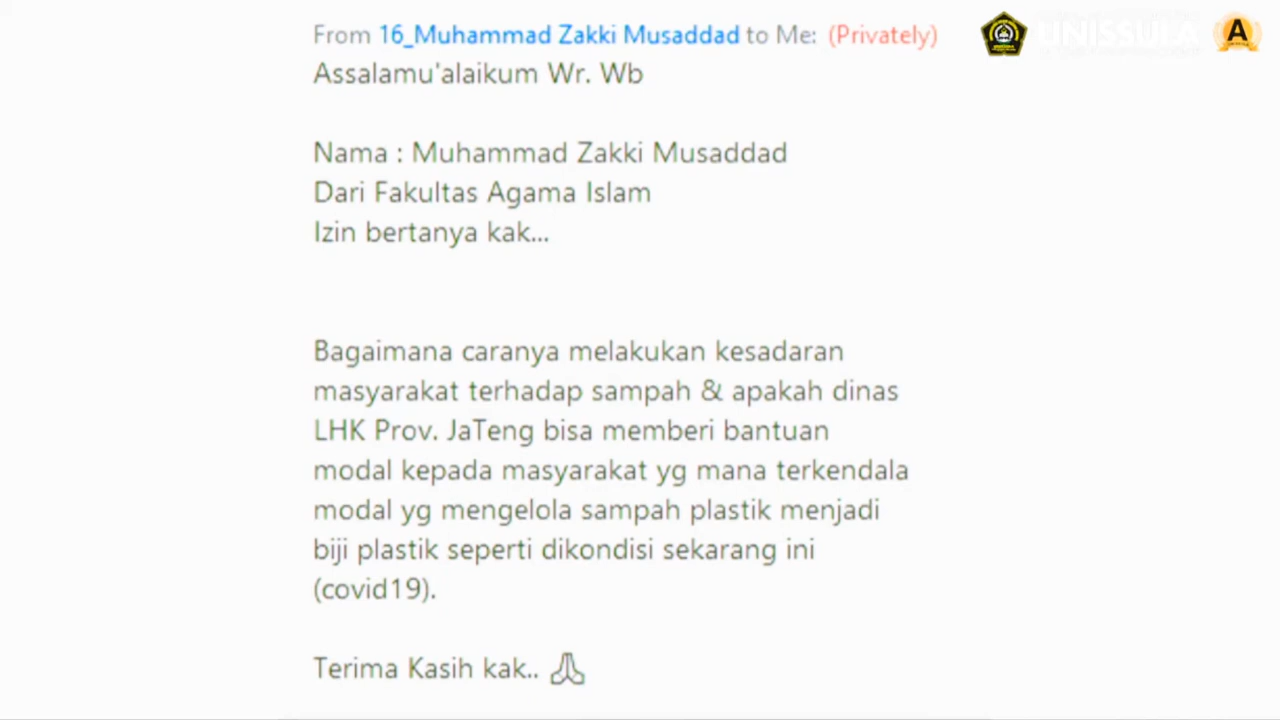 From 16_Muhammad Zakki Musaddad to Me: (Privately)
UNISSULA
A
Assalamu'alaikum Wr. Wb
Nama : Muhammad Zakki Musaddad
Dari Fakultas Agama Islam
Izin bertanya kak...
Bagaimana caranya melakukan kesadaran
masyarakat terhadap sampah & apakah dinas
LHK Prov. JaTeng bisa memberi bantuan
modal kepada masyarakat yg mana terkendala
modal yg mengelola sampah plastik menjadi
biji plastik seperti dikondisi sekarang ini
(covid19).
Terima Kasih kak.. 🙏